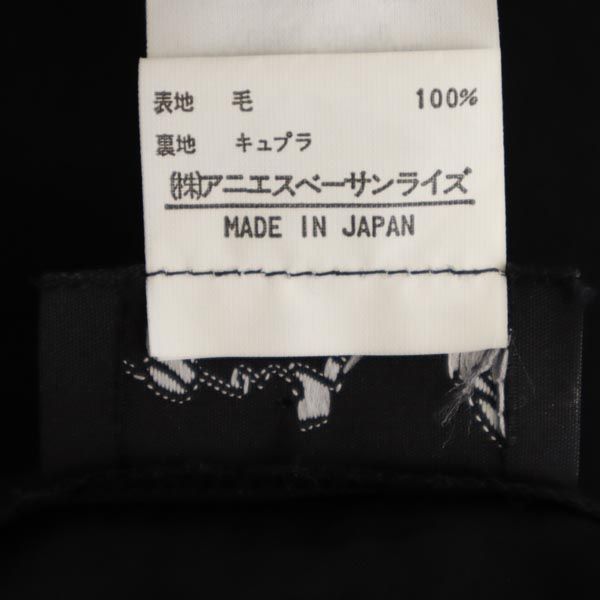 表地 毛 100%
裏地 キュプラ
(株)アニエスベーサンライズ
MADE IN JAPAN